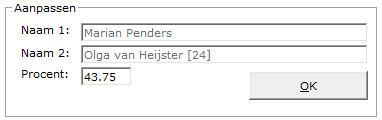 Aanpassen
Naam 1: Marian Penders
Naam 2: Olga van Heijster [24]
Procent: 43.75
OK